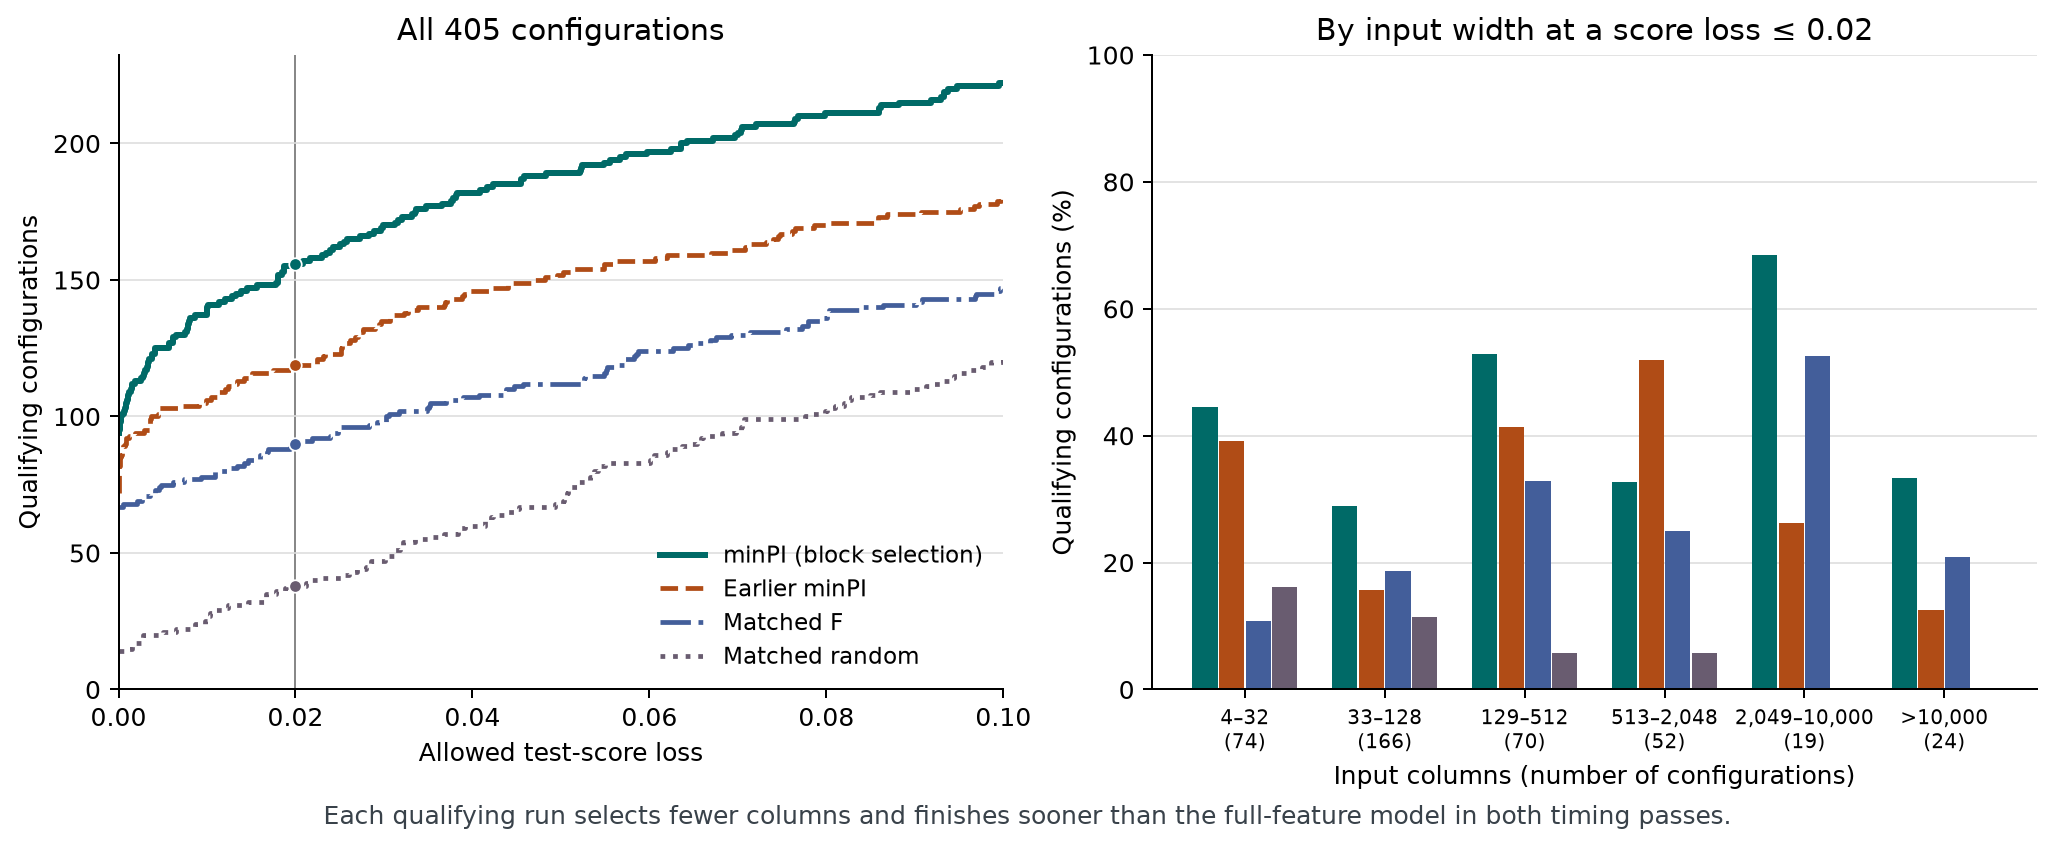 All 405 configurations
Qualifying configurations
200
150
100
50
0
0.00
0.02
0.04
0.06
0.08
0.10
Allowed test-score loss
minPI (block selection)
Earlier minPI
Matched F
Matched random
By input width at a score loss ≤ 0.02
Qualifying configurations (%)
100
80
60
40
20
0
4–32
(74)
33–128
(166)
129–512
(70)
513–2,048
(52)
2,049–10,000
(19)
>10,000
(24)
Input columns (number of configurations)
Each qualifying run selects fewer columns and finishes sooner than the full-feature model in both timing passes.